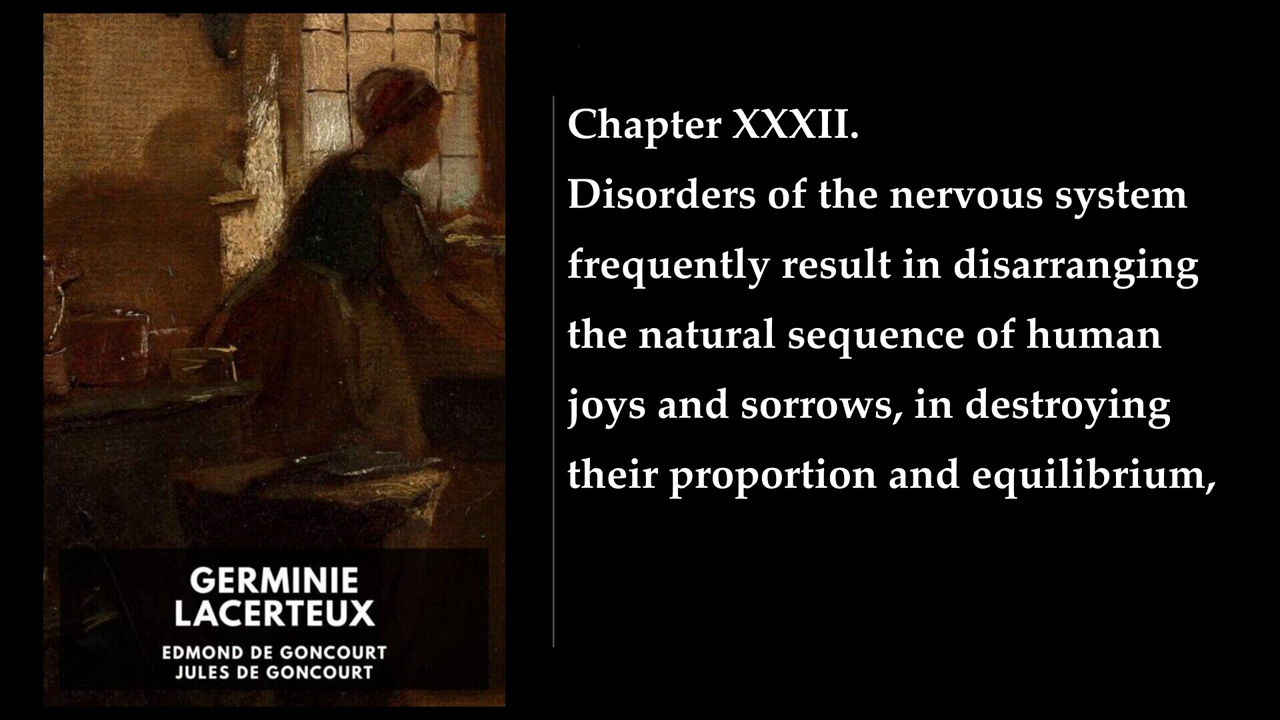 Chapter XXXII.
Disorders of the nervous system
frequently result in disarranging
the natural sequence of human
joys and sorrows, in destroying
their proportion and equilibrium,
GERMINIE
LACERTEUX
EDMOND DE GONCOURT
JULES DE GONCOURT